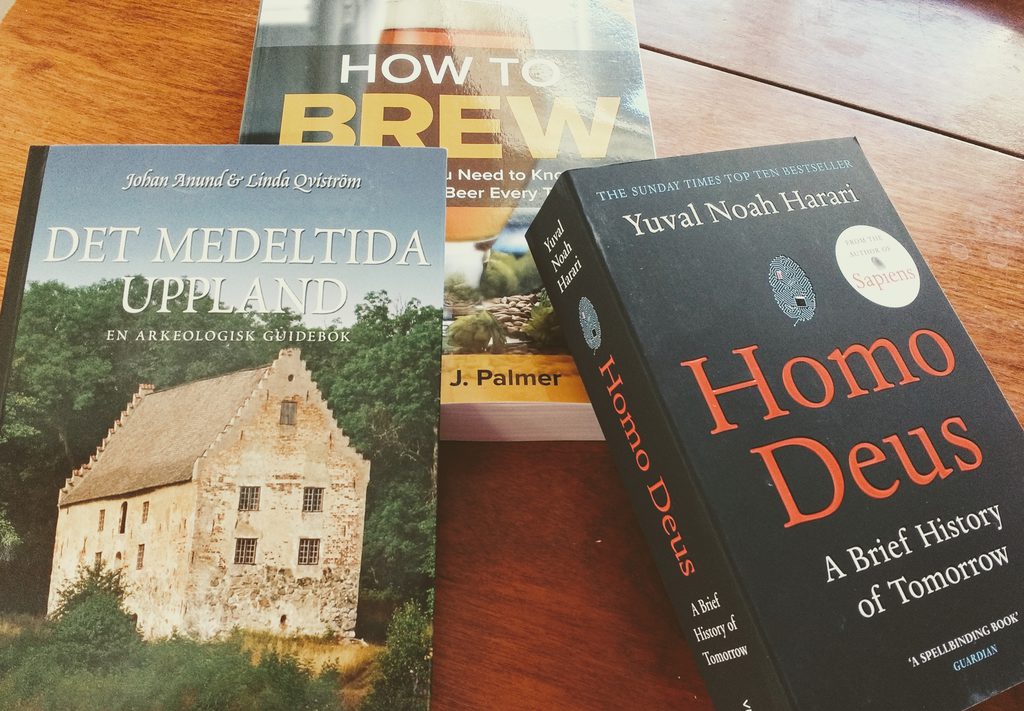 HOW TO
BREW
u Need to Kno
Beer Every T
J. Palmer
Johan Anund & Linda Qviström
DET MEDELTIDA
UPPLAND
EN ARKEOLOGISK GUIDEBOK
THE SUNDAY TIMES TOP TEN BESTSELLER
Yuval Noah Harari
FROM THE
AUTHOR OF
Sapiens
Homo
Deus
A Brief History
of Tomorrow
'A SPELLBINDING BOOK'
GUARDIAN
Yuval
Noah
Harari
Homo Deus
A Brief
History of
Tomorrow